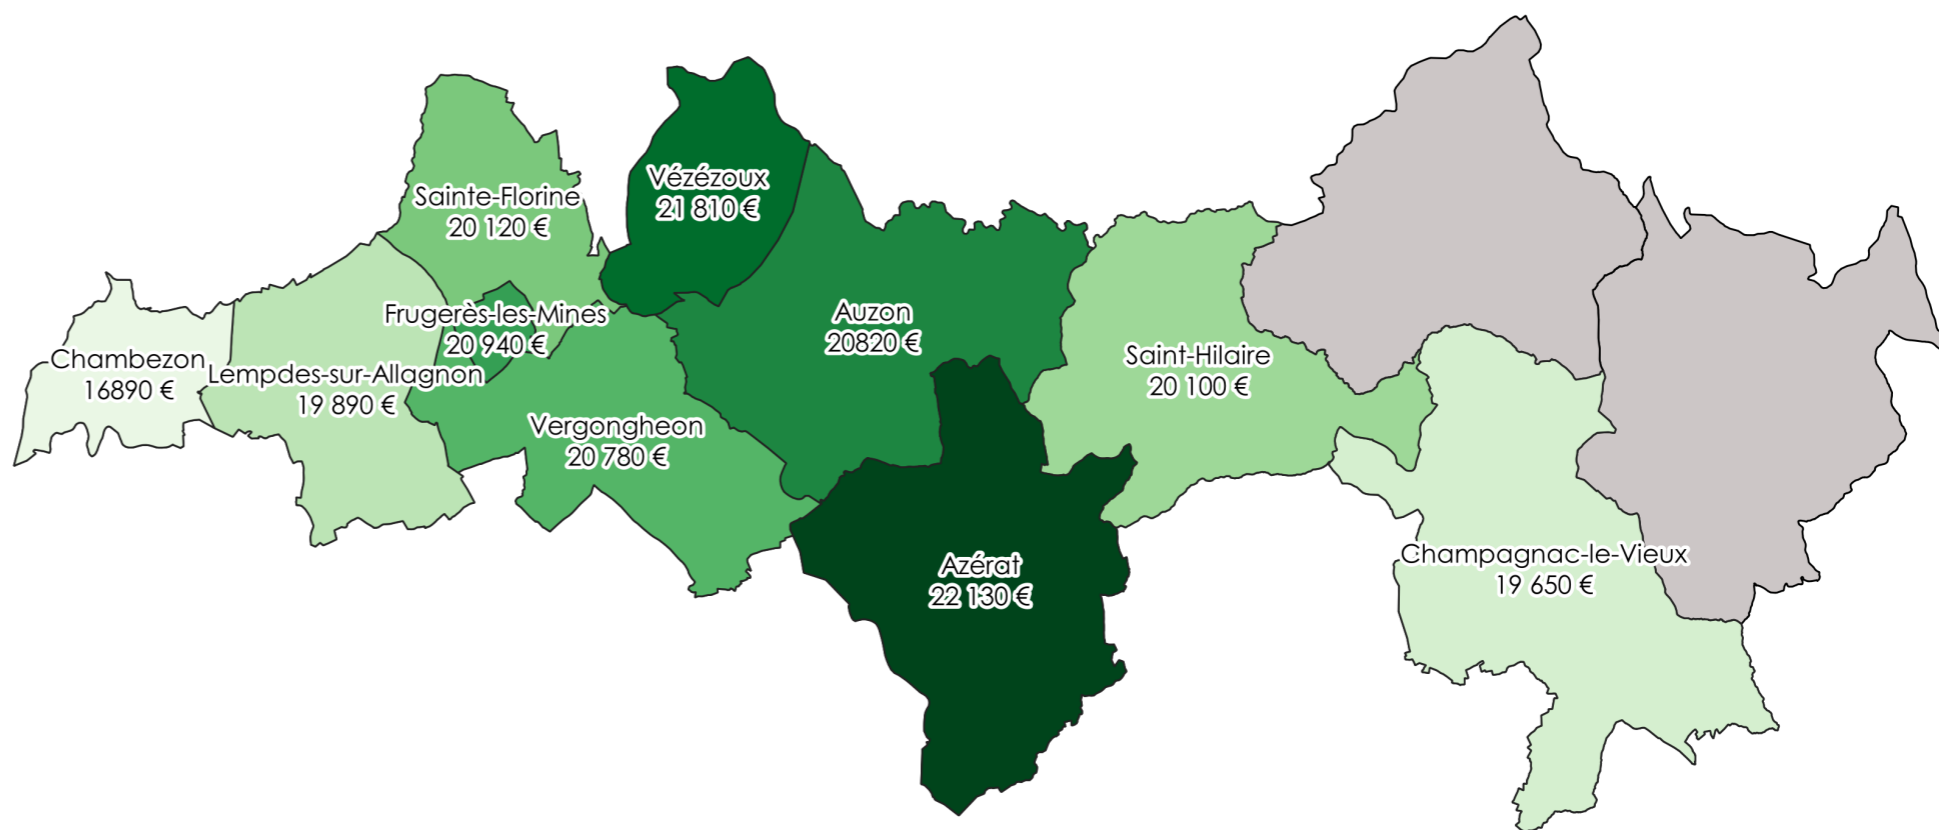 Vézézoux
21 810 €
Sainte-Florine
20 120 €
Frugerès-les-Mines
20 940 €
Auzon
20820 €
Chambezon
16890 €
Lempdes-sur-Allagnon
19 890 €
Saint-Hilaire
20 100 €
Vergongheon
20 780 €
Azérat
22 130 €
Champagnac-le-Vieux
19 650 €